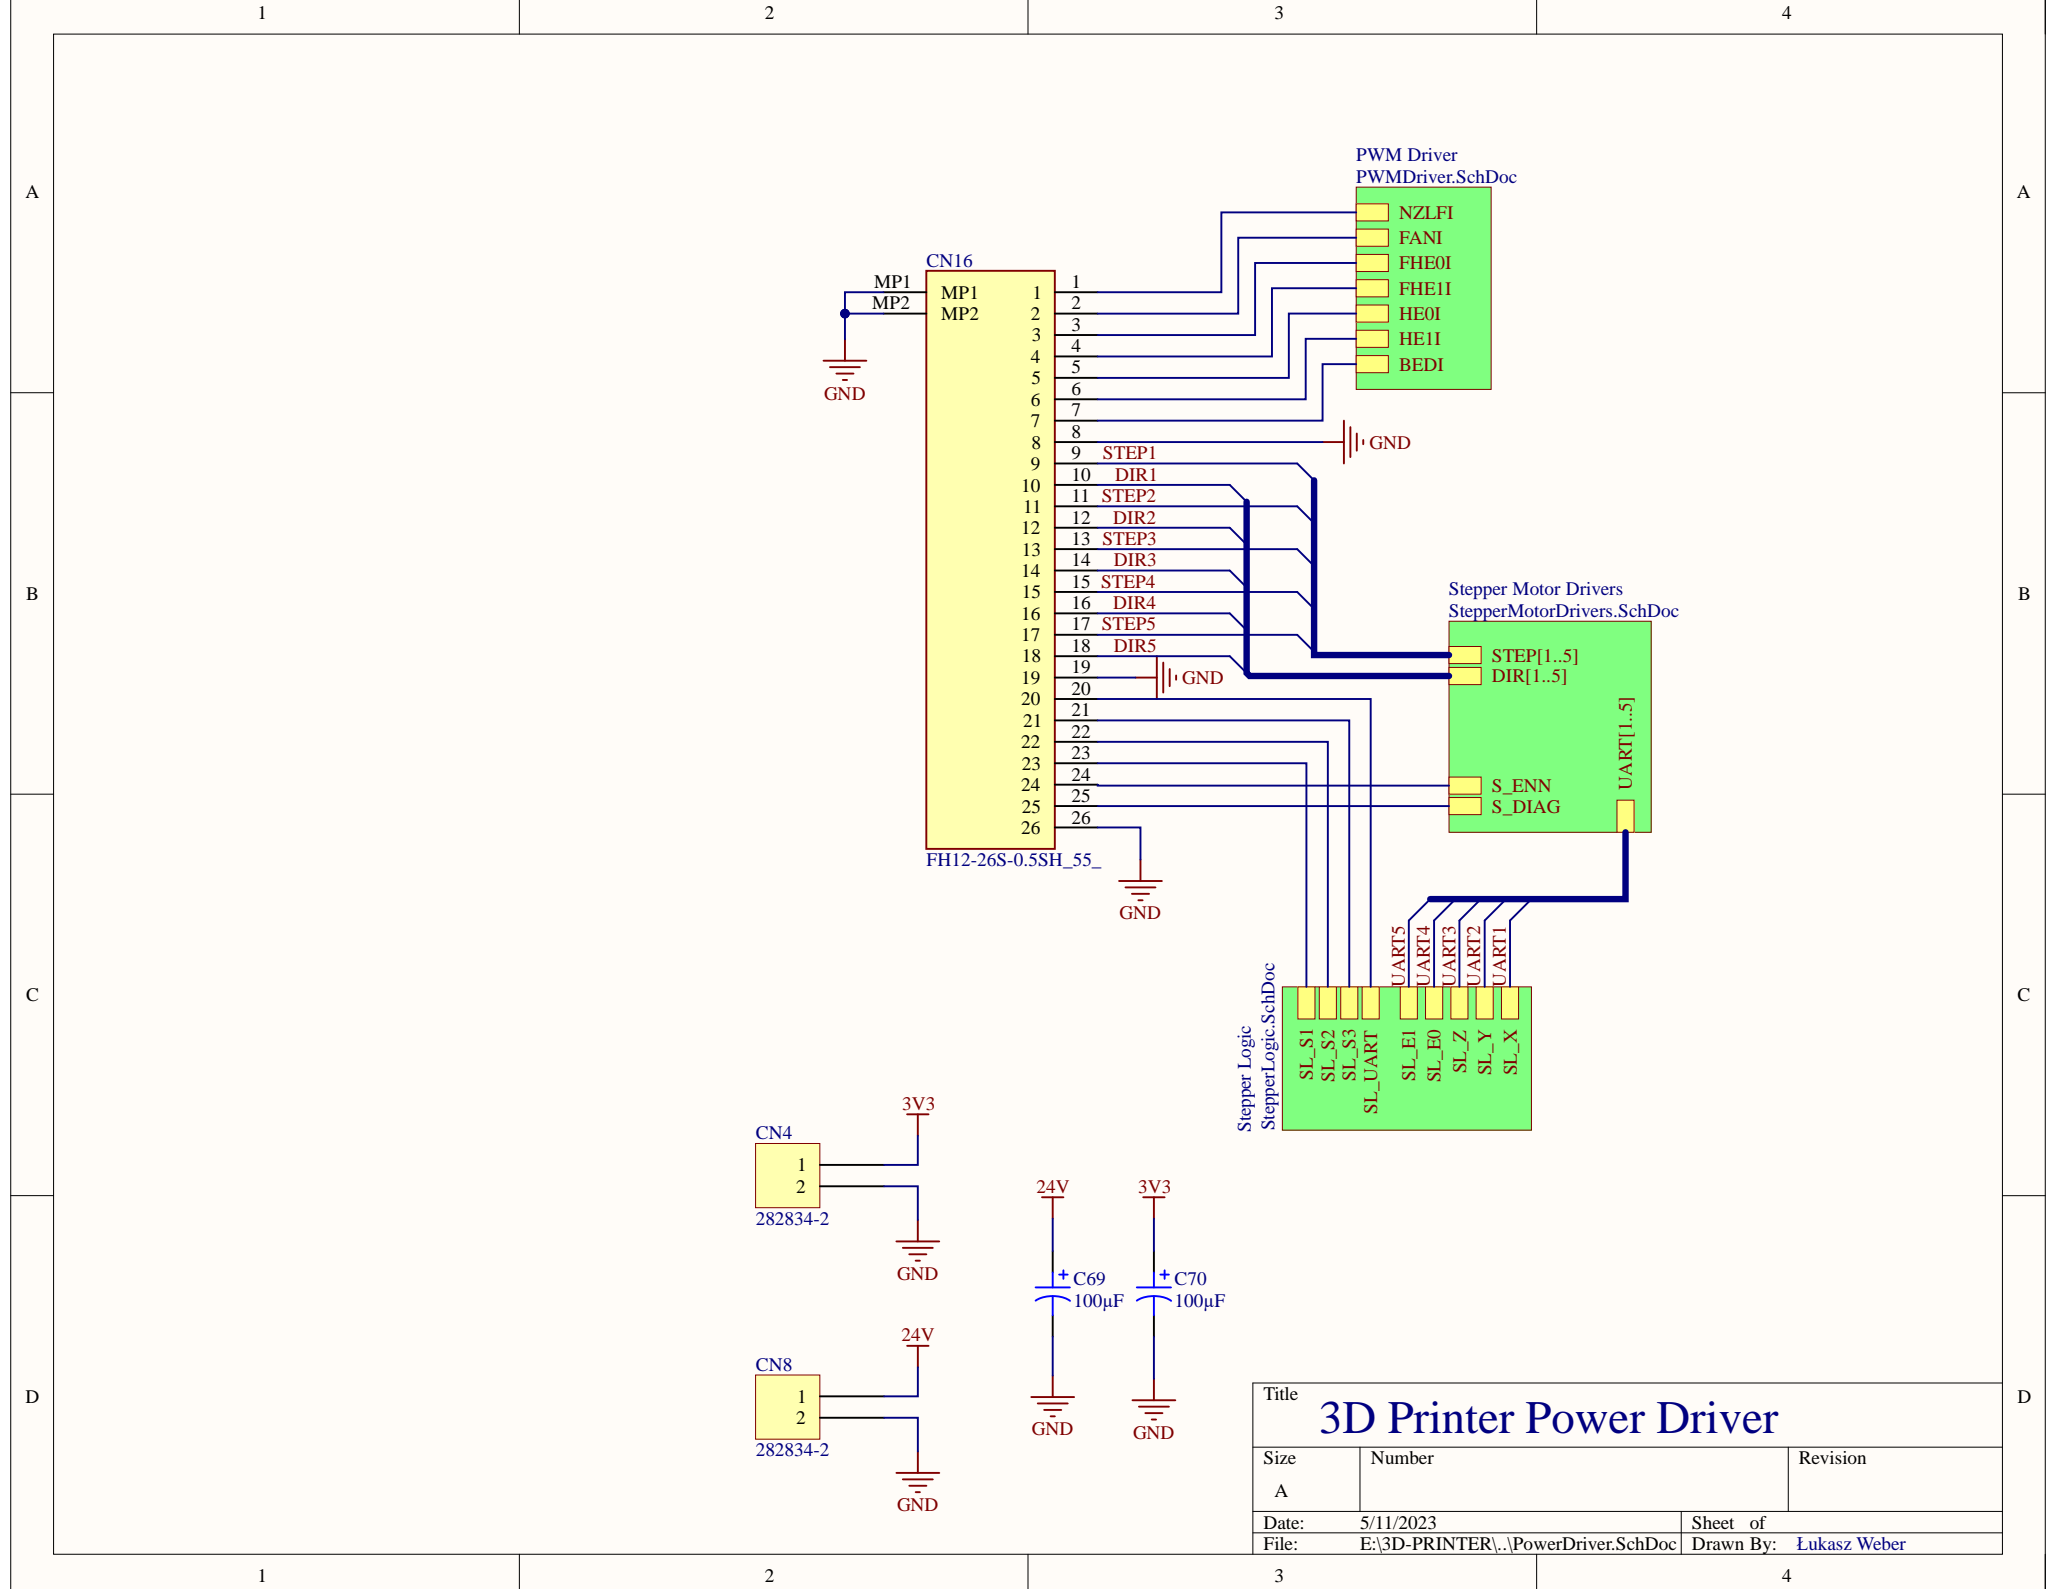 1 2 3 4
A A
B B
C C
D D
PWM Driver
PWMDriver.SchDoc
NZLFI
FANI
FHE0I
FHE1I
HE0I
HE1I
BEDI
CN16
MP1 MP1 1 1
MP2 MP2 2 2
3 3
4 4
5 5
6 6
7 7
8 8 GND
9 9 STEP1
10 10 DIR1
11 11 STEP2
12 12 DIR2
13 13 STEP3
14 14 DIR3
15 15 STEP4
16 16 DIR4
17 17 STEP5
18 18 DIR5
19 19 GND
20 20
21 21
22 22
23 23
24 24
25 25
26 26
FH12-26S-0.5SH_55_
GND
GND
Stepper Motor Drivers
StepperMotorDrivers.SchDoc
STEP[1..5]
DIR[1..5]
UART[1..5]
S_ENN
S_DIAG
UART5
UART4
UART3
UART2
UART1
Stepper Logic
StepperLogic.SchDoc
SL_S1
SL_S2
SL_S3
SL_UART
SL_E1
SL_E0
SL_Z
SL_Y
SL_X
3V3
CN4
1
2
282834-2
GND
24V
CN8
1
2
282834-2
GND
24V
+ C69
100µF
GND
3V3
+ C70
100µF
GND
Title
3D Printer Power Driver
Size Number Revision
A
Date: 5/11/2023 Sheet of
File: E:\3D-PRINTER\..\PowerDriver.SchDoc Drawn By: Łukasz Weber
1 2 3 4